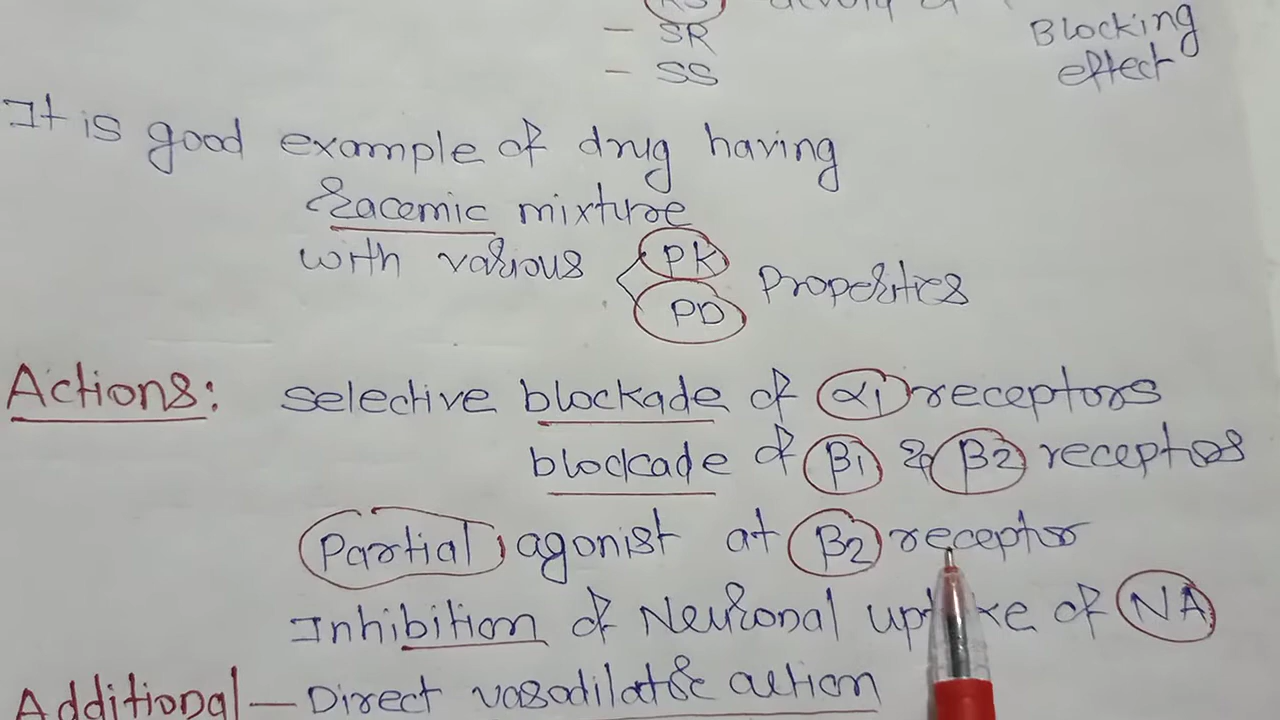 - SR
- SS
Blocking
effect
It is good example of drug having
Racemic mixture
with various PK
PD
Properties
Actions: Selective blockade of α1 receptors
blockade of β1 & β2 receptors
Partial agonist at β2 receptor
Inhibition of Neuronal of NA
Additional - Direct vasodilator action